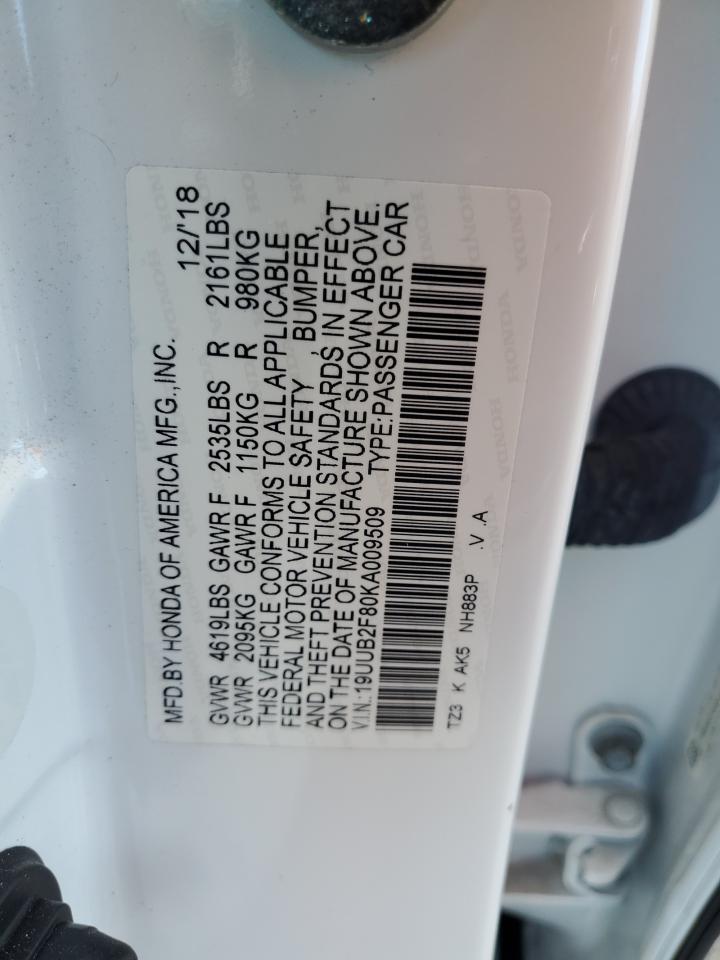 MFD.BY HONDA OF AMERICA MFG.,INC. 12/'18
GVWR 4619LBS GAWR F 2535LBS R 2161LBS
GVWR 2095KG GAWR F 1150KG R 980KG
THIS VEHICLE CONFORMS TO ALL APPLICABLE
FEDERAL MOTOR VEHICLE SAFETY , BUMPER,
AND THEFT PREVENTION STANDARDS IN EFFECT
ON THE DATE OF MANUFACTURE SHOWN ABOVE.
V.I.N.:19UUB2F80KA009509 TYPE:PASSENGER CAR
TZ3 K AK5 NH883P .V .A
HONDA